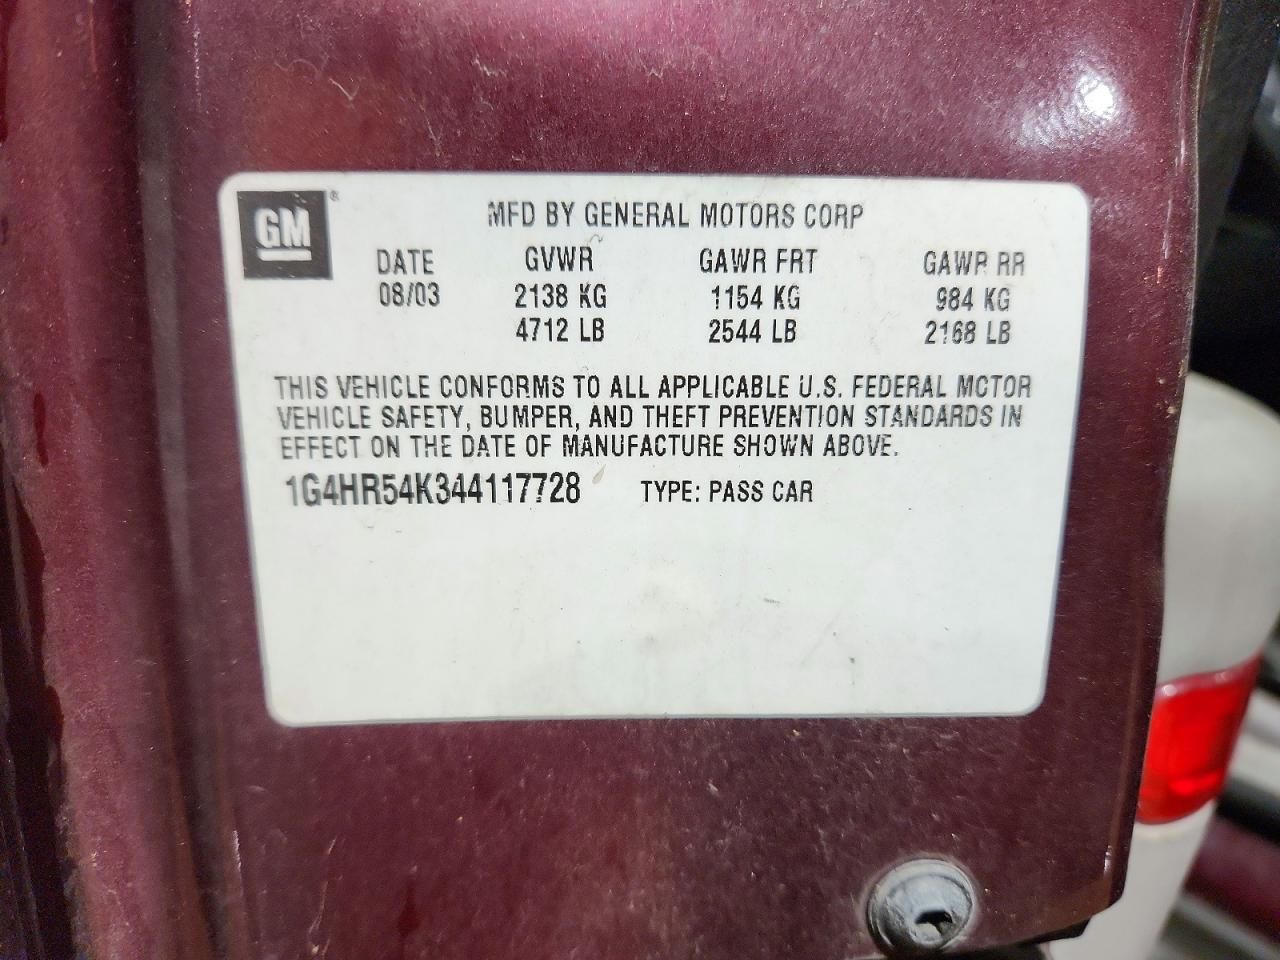 GM®
MFD BY GENERAL MOTORS CORP
DATE GVWR GAWR FRT GAWR RR
08/03 2138 KG 1154 KG 984 KG
4712 LB 2544 LB 2168 LB
THIS VEHICLE CONFORMS TO ALL APPLICABLE U.S. FEDERAL MOTOR
VEHICLE SAFETY, BUMPER, AND THEFT PREVENTION STANDARDS IN
EFFECT ON THE DATE OF MANUFACTURE SHOWN ABOVE.
1G4HR54K344117728 TYPE: PASS CAR